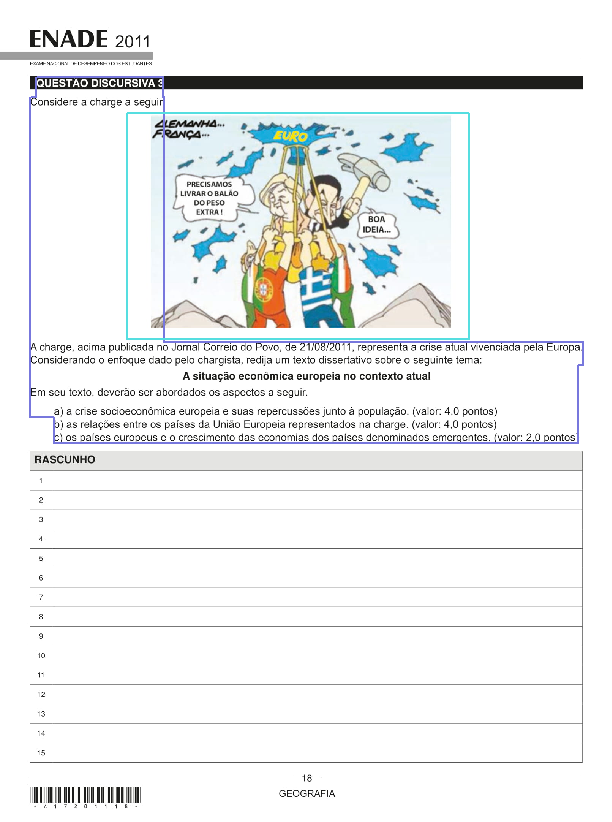 ENADE 2011
EXAME NACIONAL DE DESEMPENHO DOS ESTUDANTES
QUESTÃO DISCURSIVA 3
Considere a charge a seguir
ALEMANHA...
FRANÇA...
EURO
PRECISAMOS
LIVRAR O BALÃO
DO PESO
EXTRA !
BOA
IDEIA...
A charge, acima publicada no Jornal Correio do Povo, de 21/08/2011, representa a crise atual vivenciada pela Europa.
Considerando o enfoque dado pelo chargista, redija um texto dissertativo sobre o seguinte tema:
A situação econômica europeia no contexto atual
Em seu texto, deverão ser abordados os aspectos a seguir.
a) a crise socioeconômica europeia e suas repercussões junto à população. (valor: 4,0 pontos)
b) as relações entre os países da União Europeia representados na charge. (valor: 4,0 pontos)
c) os países europeus e o crescimento das economias dos países denominados emergentes. (valor: 2,0 pontos)
RASCUNHO
1
2
3
4
5
6
7
8
9
10
11
12
13
14
15
18
GEOGRAFIA